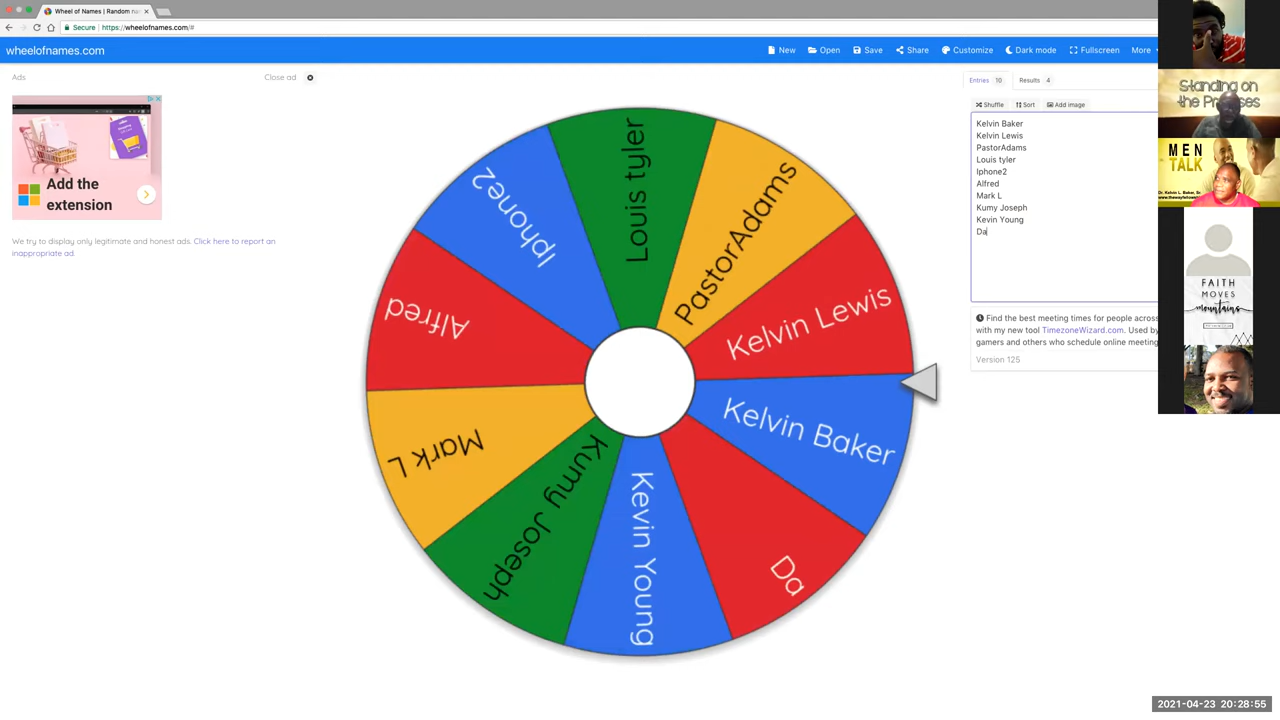 Wheel of Names | Random na
Secure https://wheelofnames.com/#
wheelofnames.com
New Open Save Share Customize Dark mode Fullscreen More
Ads
Close ad
Add the
extension
We try to display only legitimate and honest ads. Click here to report an
inappropriate ad.
Louis tyler
PastorAdams
Kelvin Lewis
Kelvin Baker
Da
Kevin Young
Kumy Joseph
Mark L
Alfred
Iphone2
Entries 10 Results 4
Shuffle Sort Add image
Kelvin Baker
Kelvin Lewis
PastorAdams
Louis tyler
Iphone2
Alfred
Mark L
Kumy Joseph
Kevin Young
Da
Find the best meeting times for people across
with my new tool TimezoneWizard.com. Used by
gamers and others who schedule online meeting
Version 125
Standing on
MEN
TALK
FAITH
MOVES
mountains
2021-04-23 20:28:55